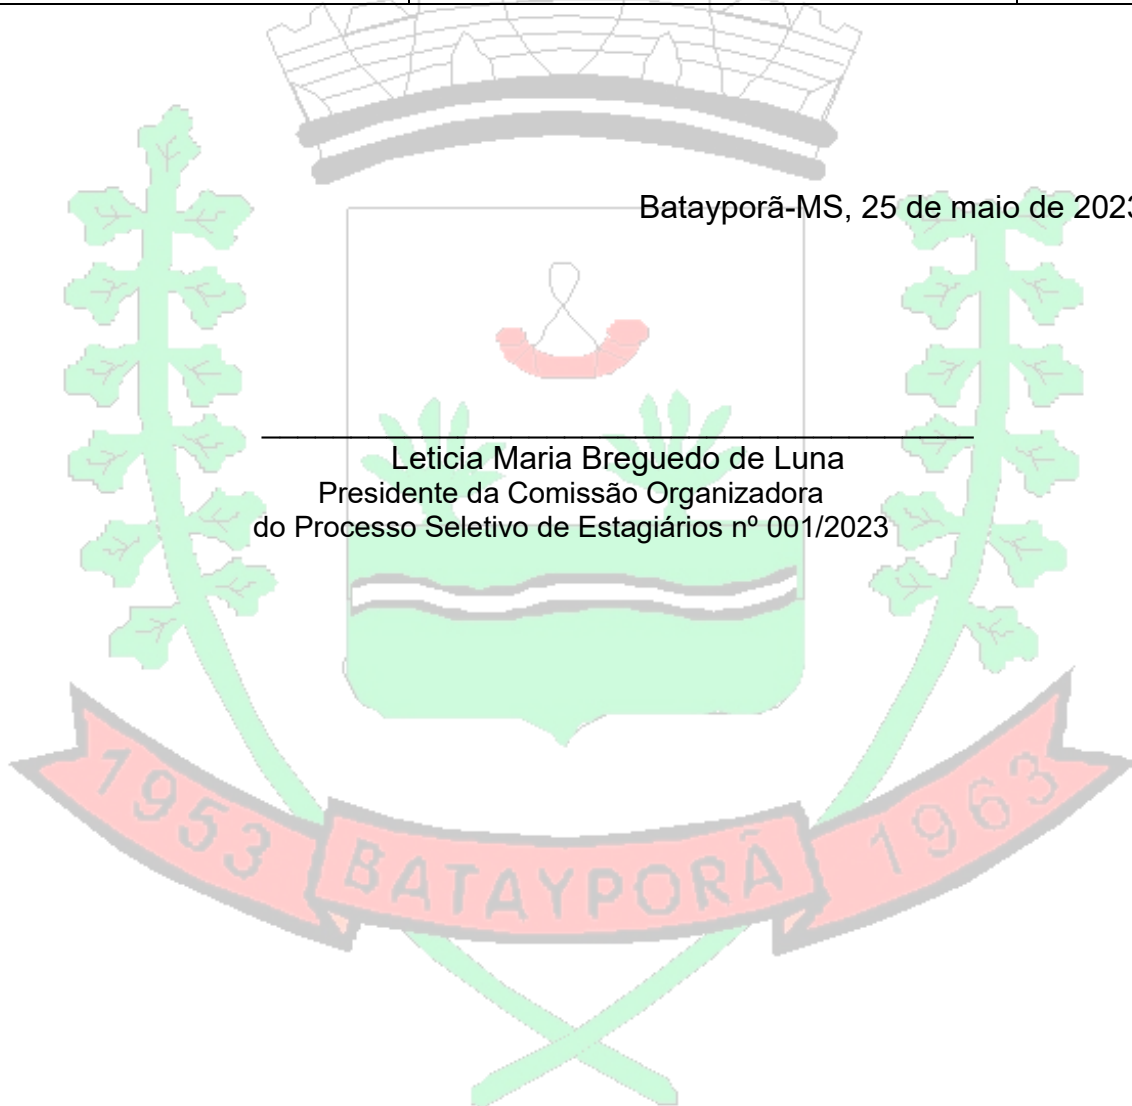 Batayporã-MS, 25 de maio de 2023
Leticia Maria Breguedo de Luna
Presidente da Comissão Organizadora
do Processo Seletivo de Estagiários nº 001/2023
1953 BATAYPORÃ 1963